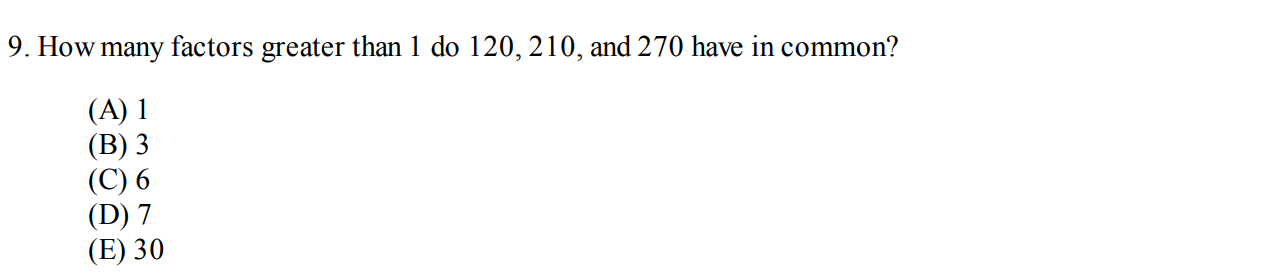 9. How many factors greater than 1 do 120, 210, and 270 have in common?
(A) 1
(B) 3
(C) 6
(D) 7
(E) 30